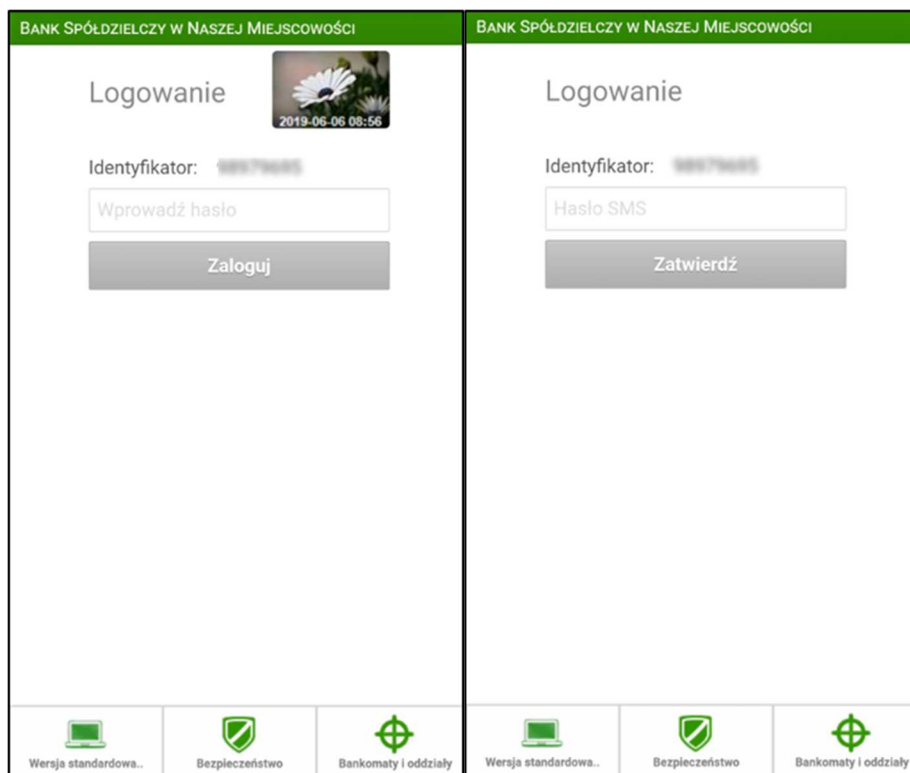 BANK SPÓŁDZIELCZY W NASZEJ MIEJSCOWOŚCI
Logowanie
2019-06-06 08:56
Identyfikator:
Wprowadź hasło
Zaloguj
Wersja standardowa..
Bezpieczeństwo
Bankomaty i oddziały
BANK SPÓŁDZIELCZY W NASZEJ MIEJSCOWOŚCI
Logowanie
Identyfikator:
Hasło SMS
Zatwierdź
Wersja standardowa..
Bezpieczeństwo
Bankomaty i oddziały